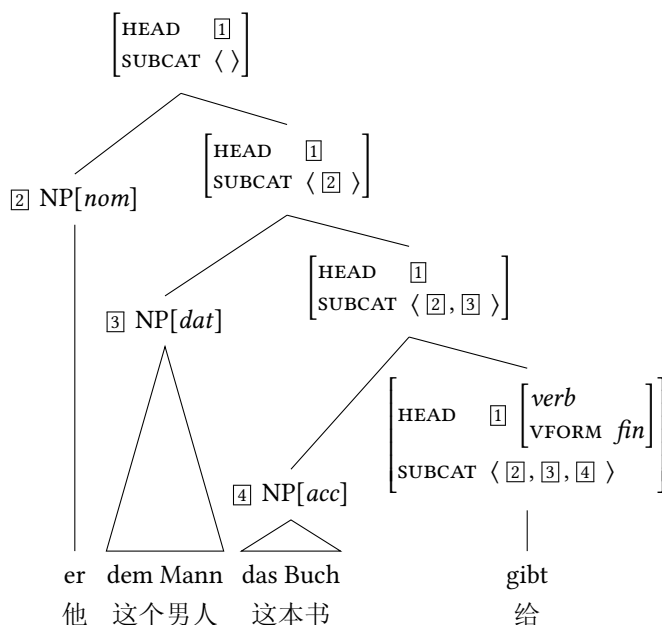 HEAD 1
SUBCAT ⟨ ⟩
HEAD 1
SUBCAT ⟨ 2 ⟩
2 NP[nom]
HEAD 1
SUBCAT ⟨ 2 , 3 ⟩
3 NP[dat]
HEAD 1 verb
VFORM fin
SUBCAT ⟨ 2 , 3 , 4 ⟩
4 NP[acc]
er dem Mann das Buch gibt
他 这个男人 这本书 给